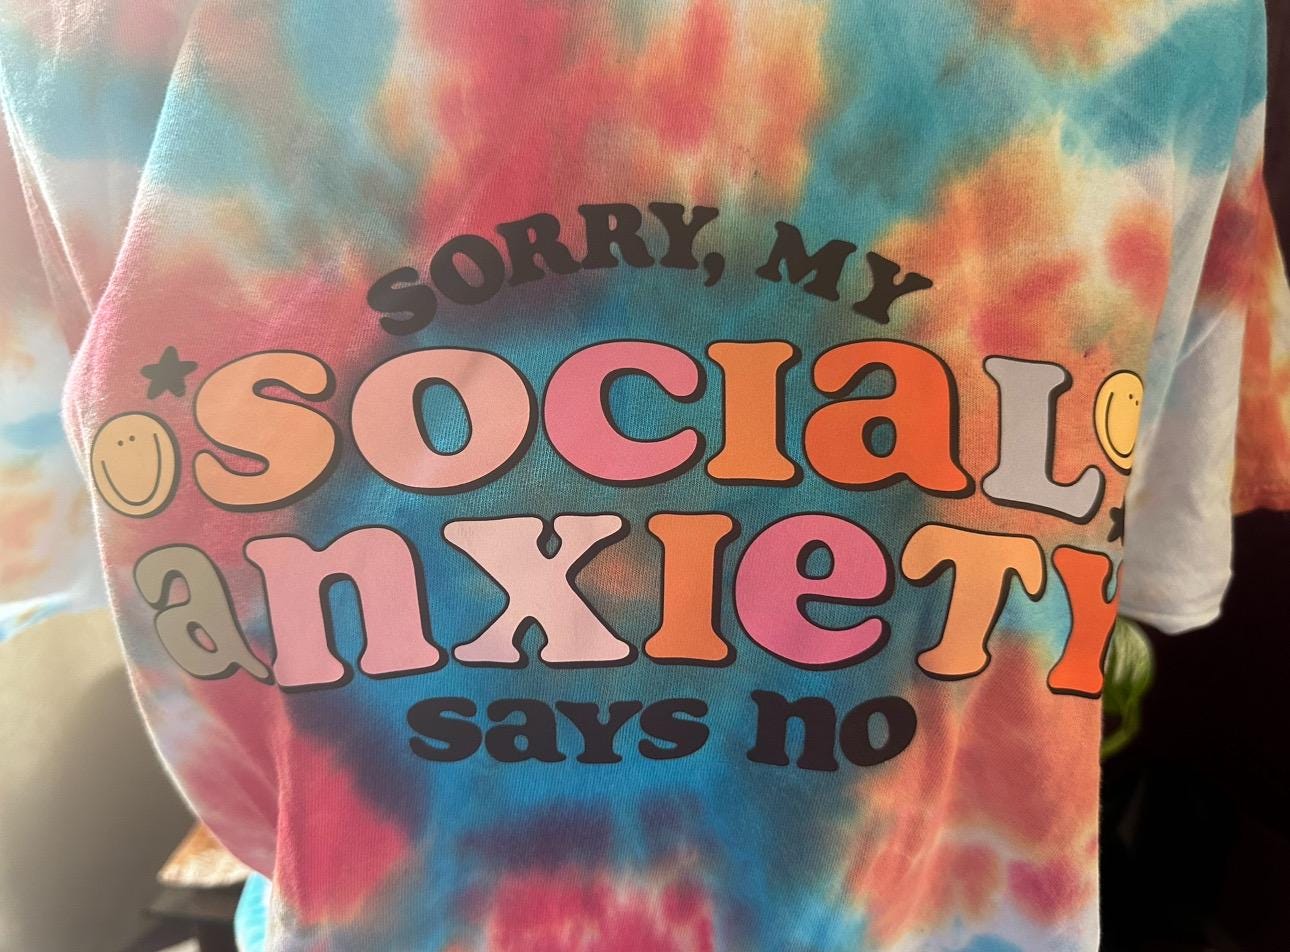 SORRY, MY
SOCIAL
anxIeTY
says no